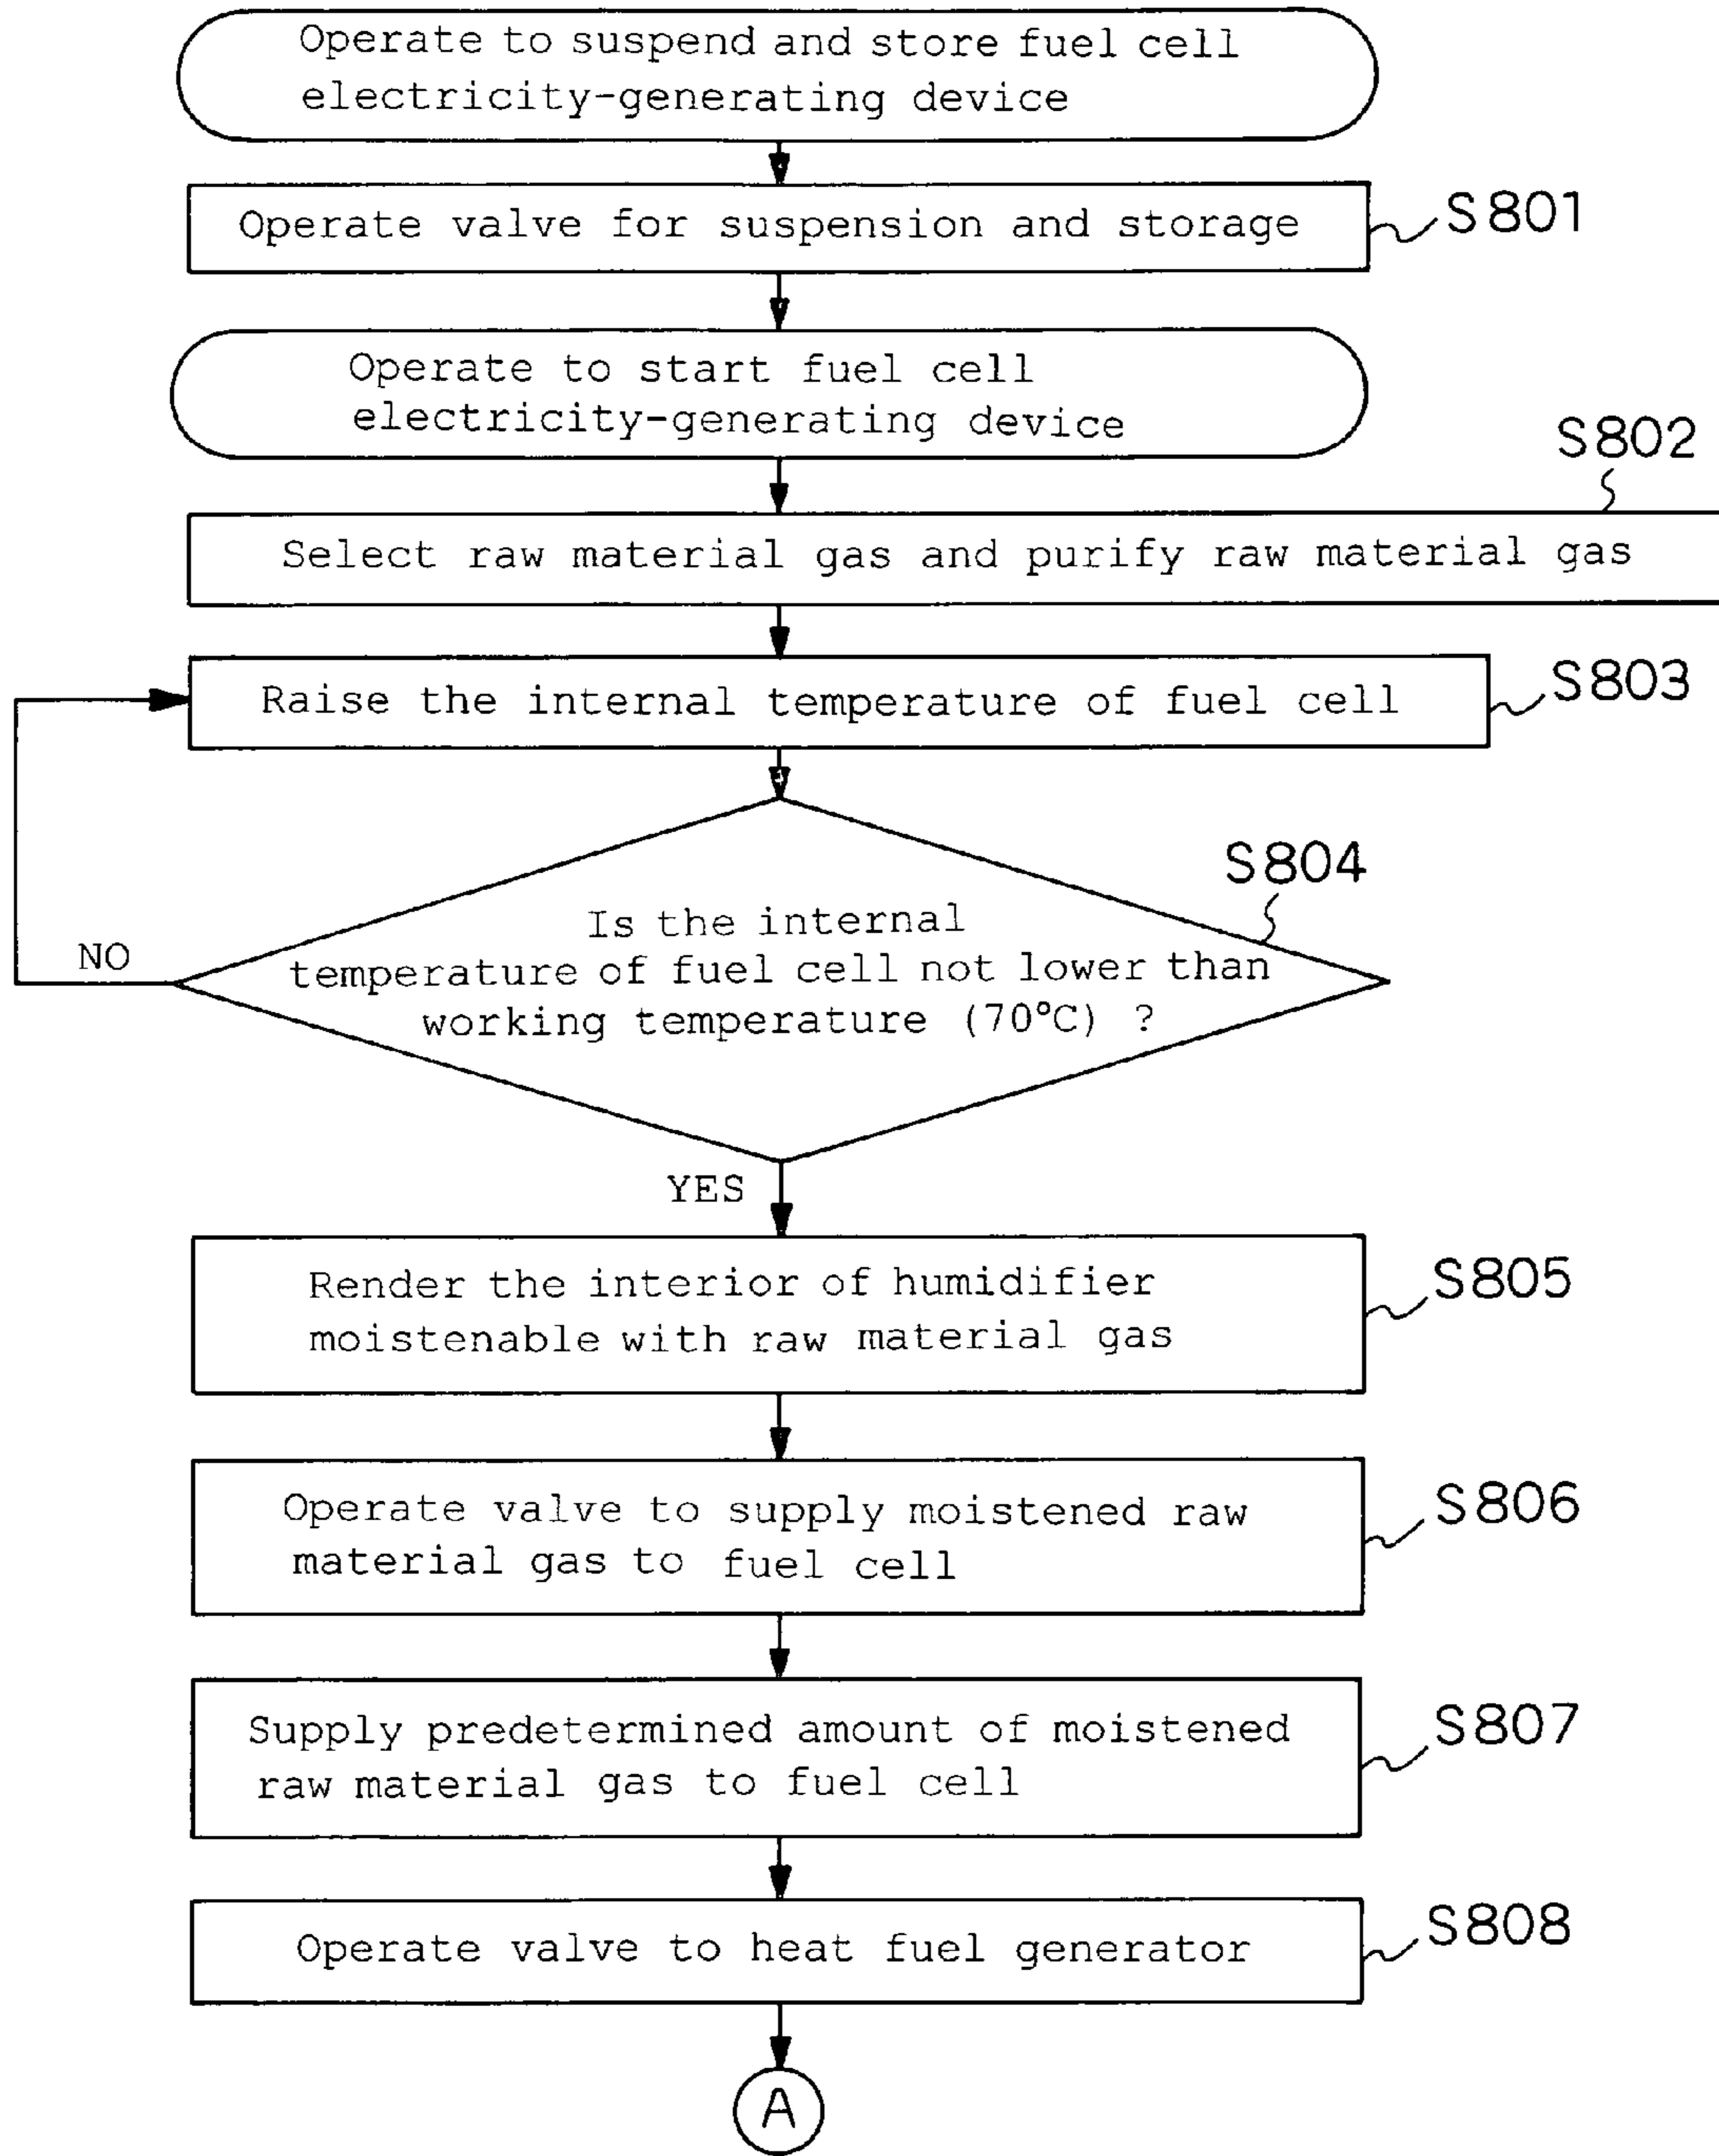 Operate to suspend and store fuel cell
electricity-generating device
Operate valve for suspension and storage
S801
Operate to start fuel cell
electricity-generating device
S802
Select raw material gas and purify raw material gas
Raise the internal temperature of fuel cell
S803
S804
Is the internal
temperature of fuel cell not lower than
working temperature (70°C) ?
NO
YES
Render the interior of humidifier
moistenable with raw material gas
S805
Operate valve to supply moistened raw
material gas to fuel cell
S806
Supply predetermined amount of moistened
raw material gas to fuel cell
S807
Operate valve to heat fuel generator
S808
A